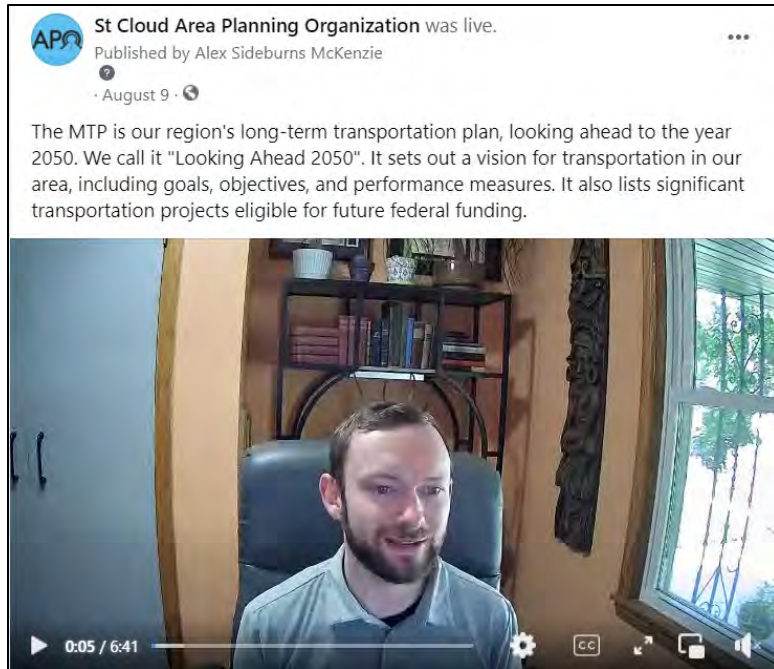 APO
St Cloud Area Planning Organization was live.
Published by Alex Sideburns McKenzie
?
· August 9 ·
The MTP is our region's long-term transportation plan, looking ahead to the year
2050. We call it "Looking Ahead 2050". It sets out a vision for transportation in our
area, including goals, objectives, and performance measures. It also lists significant
transportation projects eligible for future federal funding.
0:05 / 6:41
CC